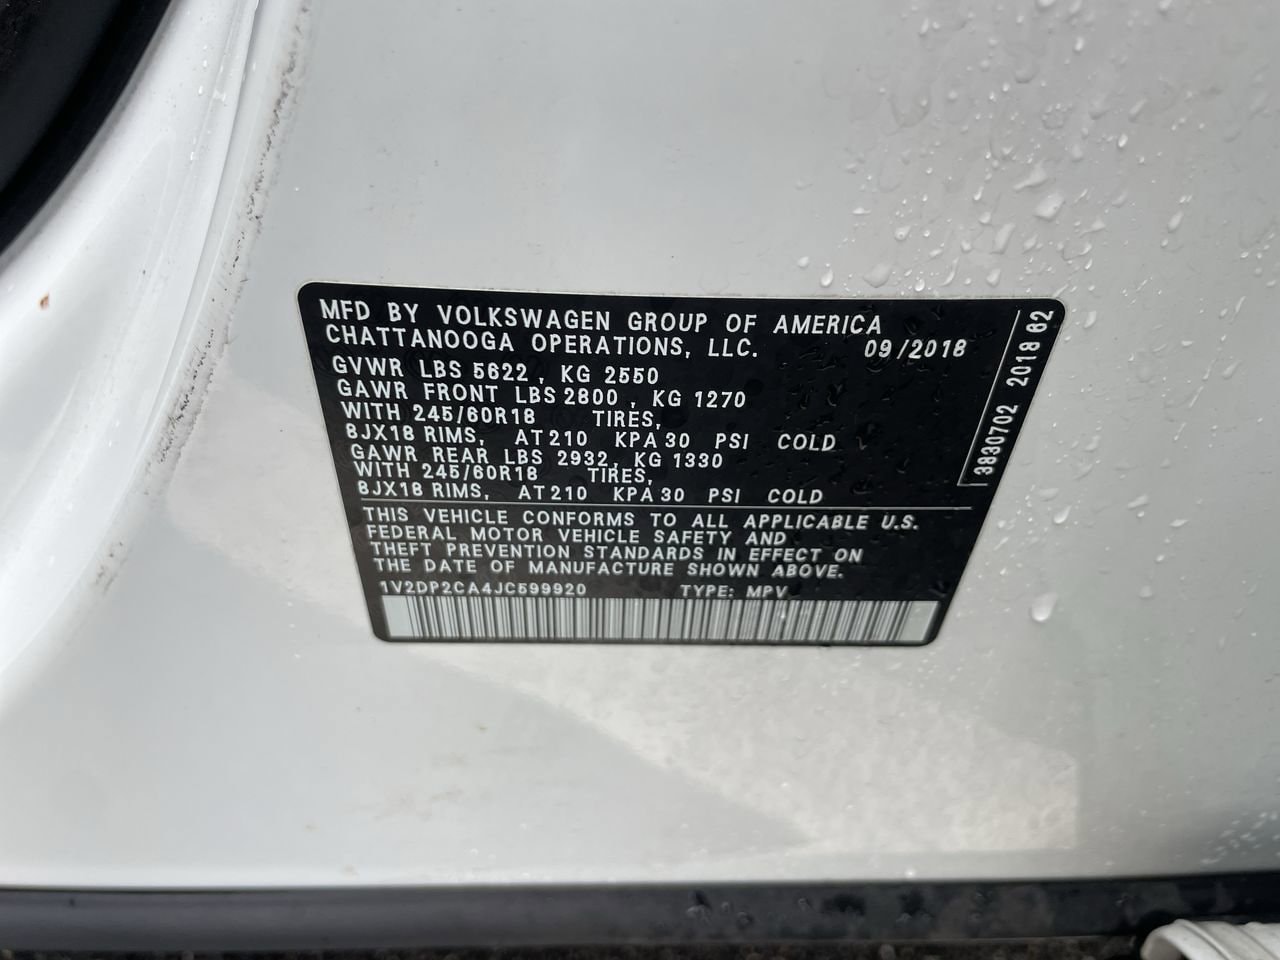 MFD BY VOLKSWAGEN GROUP OF AMERICA
CHATTANOOGA OPERATIONS, LLC. 09/2018
GVWR LBS 5622, KG 2550
GAWR FRONT LBS 2800, KG 1270
WITH 245/60R18 TIRES,
8JX18 RIMS, AT 210 KPA 30 PSI COLD
GAWR REAR LBS 2932, KG 1330
WITH 245/60R18 TIRES,
8JX18 RIMS, AT 210 KPA 30 PSI COLD
THIS VEHICLE CONFORMS TO ALL APPLICABLE U.S.
FEDERAL MOTOR VEHICLE SAFETY AND
THEFT PREVENTION STANDARDS IN EFFECT ON
THE DATE OF MANUFACTURE SHOWN ABOVE.
1V2DP2CA4JC599920 TYPE: MPV
3830702 2018 62